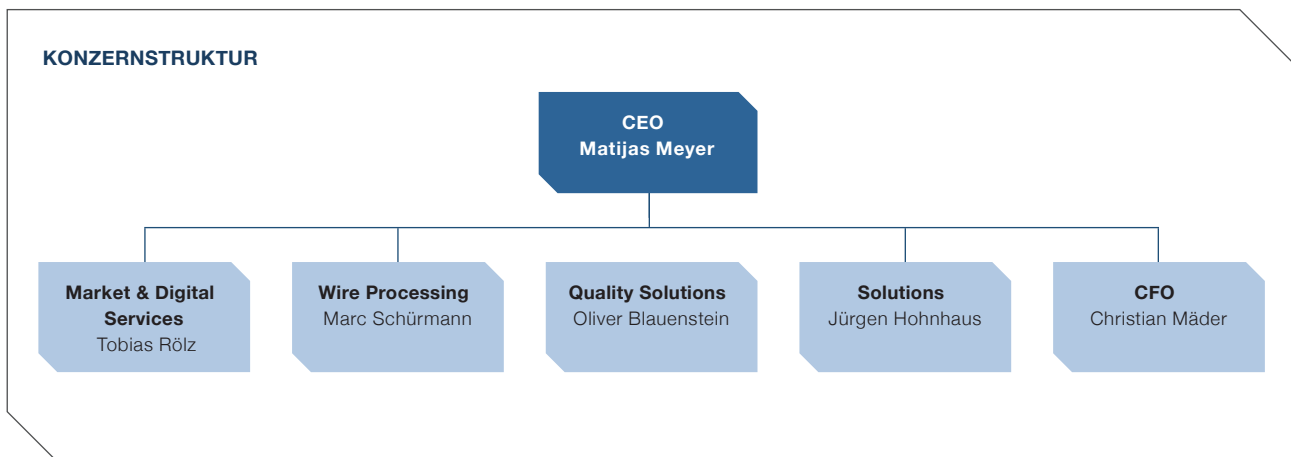 KONZERNSTRUKTUR
CEO
Matijas Meyer
Market & Digital
Services
Tobias Rölz
Wire Processing
Marc Schürmann
Quality Solutions
Oliver Blauenstein
Solutions
Jürgen Hohnhaus
CFO
Christian Mäder